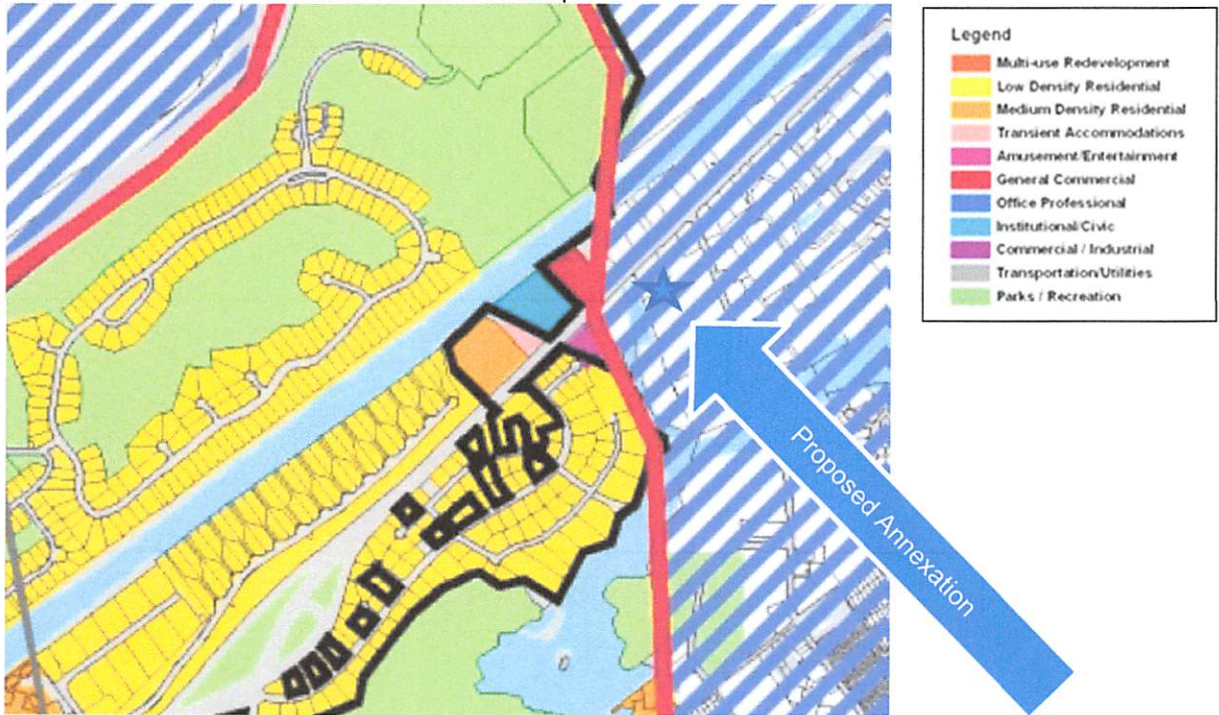 Legend
Multi-use Redevelopment
Low Density Residential
Medium Density Residential
Transient Accommodations
Amusement/Entertainment
General Commercial
Office Professional
Institutional/Civic
Commercial / Industrial
Transportation/Utilities
Parks / Recreation
Proposed Annexation